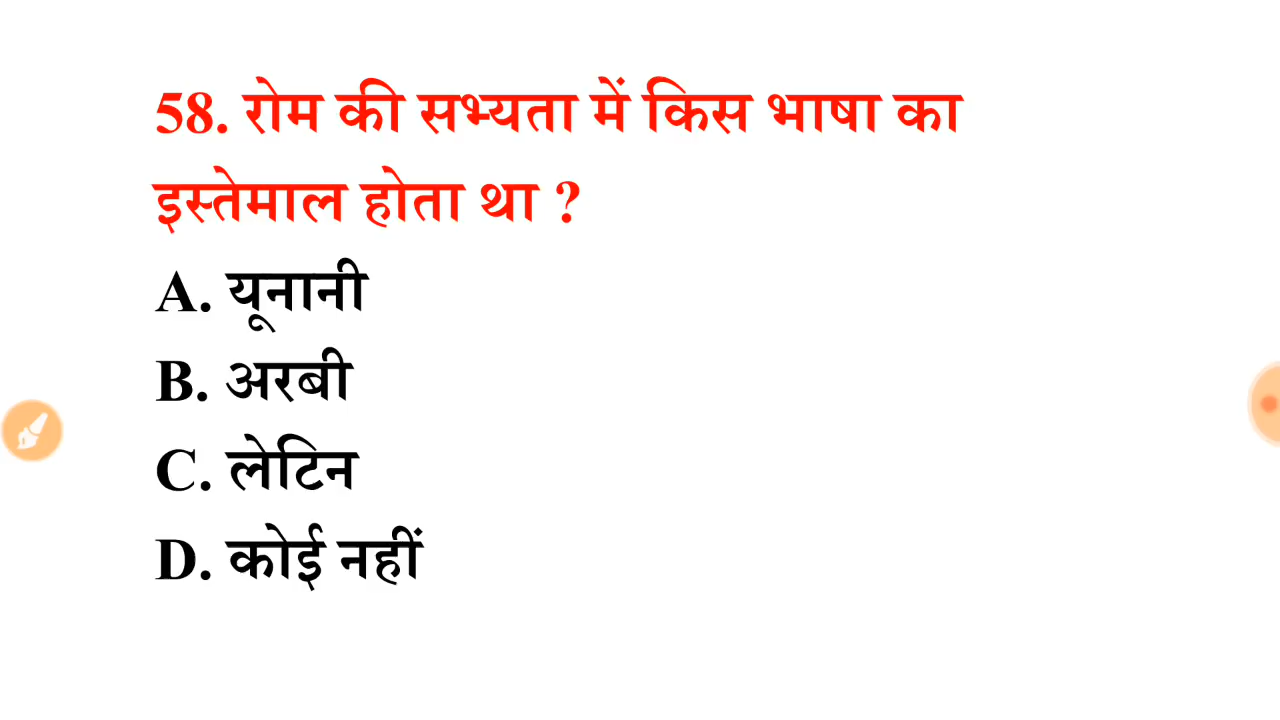 58. रोम की सभ्यता में किस भाषा का
इस्तेमाल होता था ?
A. यूनानी
B. अरबी
C. लेटिन
D. कोई नहीं